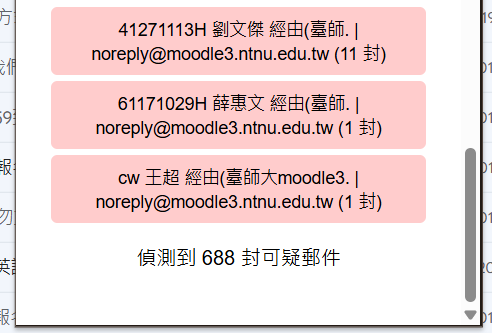 41271113H 劉文傑 經由(臺師. |
noreply@moodle3.ntnu.edu.tw (11 封)
61171029H 薛惠文 經由(臺師. |
noreply@moodle3.ntnu.edu.tw (1 封)
cw 王超 經由(臺師大moodle3. |
noreply@moodle3.ntnu.edu.tw (1 封)
偵測到 688 封可疑郵件